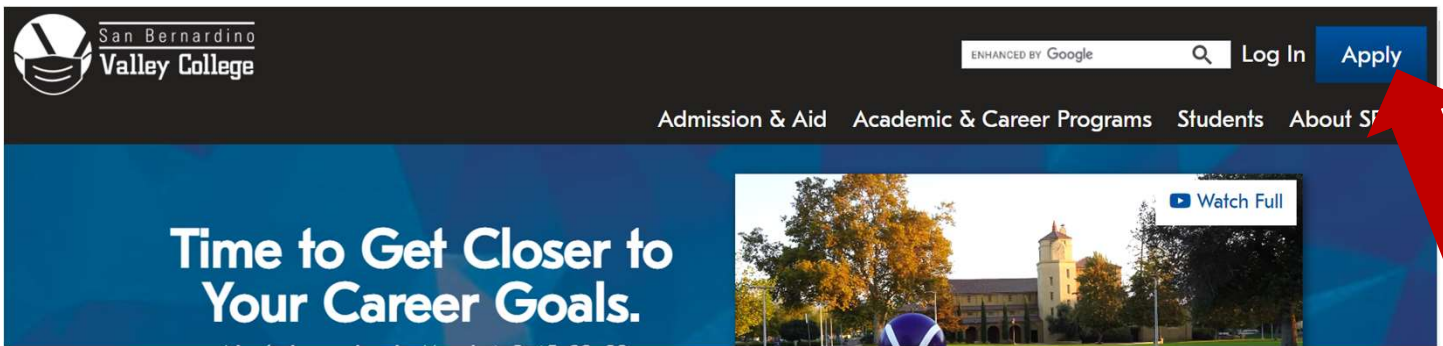 San Bernardino
Valley College
ENHANCED BY Google
Log In
Apply
Admission & Aid
Academic & Career Programs
Students
About
Watch Full
Time to Get Closer to
Your Career Goals.